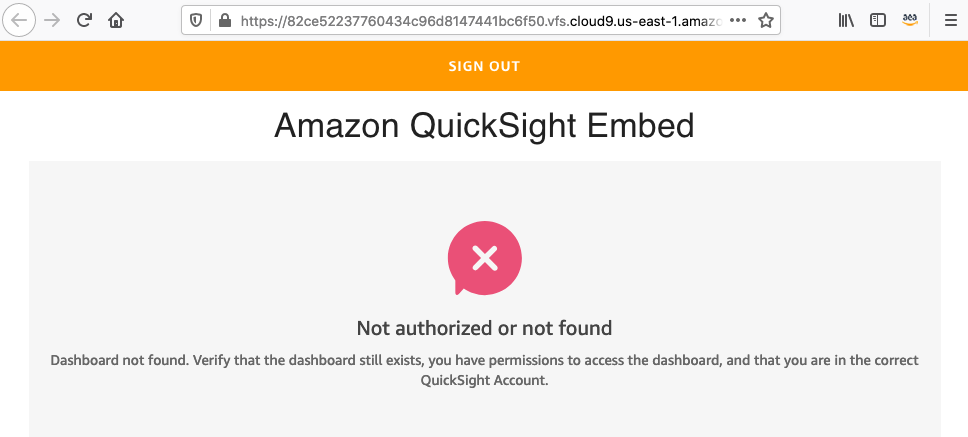 https://82ce52237760434c96d8147441bc6f50.vfs.cloud9.us-east-1.amazo
SIGN OUT
Amazon QuickSight Embed
Not authorized or not found
Dashboard not found. Verify that the dashboard still exists, you have permissions to access the dashboard, and that you are in the correct
QuickSight Account.